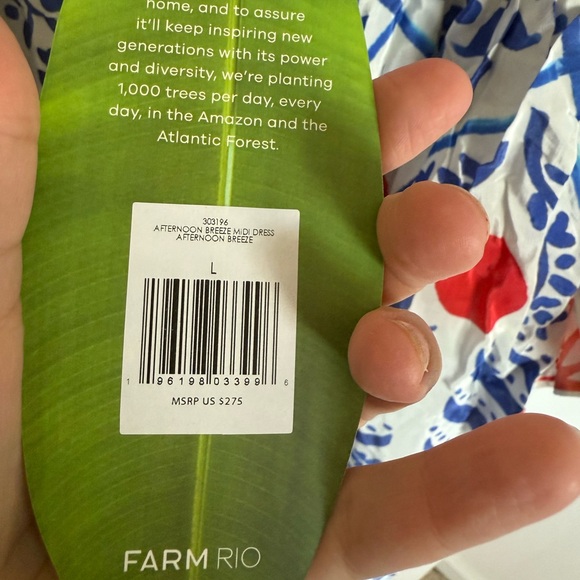 home, and to assure
it'll keep inspiring new
generations with its power
and diversity, we're planting
1,000 trees per day, every
day, in the Amazon and the
Atlantic Forest.
303196
AFTERNOON BREEZE MIDI DRESS
AFTERNOON BREEZE
L
1 96198 03399 6
MSRP US $275
FARM RIO